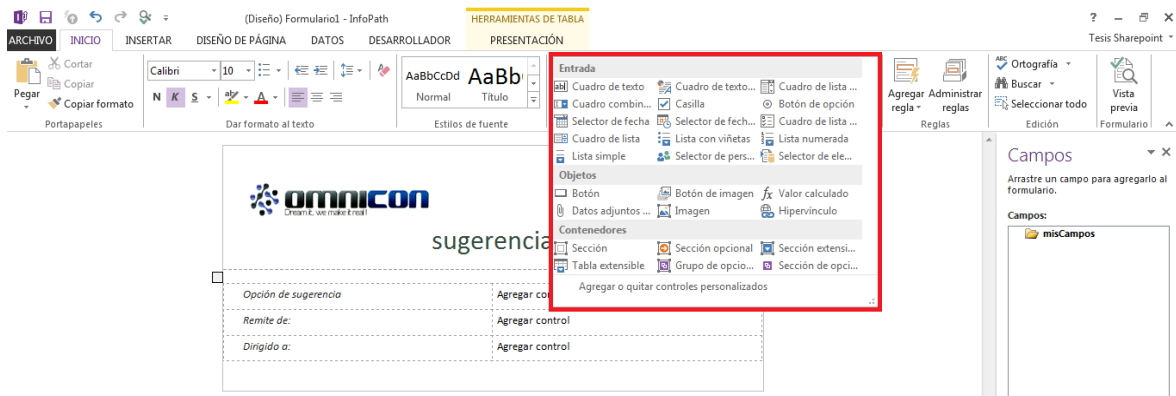 (Diseño) Formulario1 - InfoPath
HERRAMIENTAS DE TABLA
?
ARCHIVO INICIO INSERTAR DISEÑO DE PÁGINA DATOS DESARROLLADOR PRESENTACIÓN
Tesis Sharepoint
Pegar
Cortar
Copiar
Copiar formato
Portapapeles
Calibri 10
N K S
Dar formato al texto
AaBbCcDd AaBb
Normal Título
Estilos de fuente
Entrada
Cuadro de texto Cuadro de texto... Cuadro de lista ...
Cuadro combin... Casilla Botón de opción
Selector de fecha Selector de fech... Cuadro de lista ...
Cuadro de lista Lista con viñetas Lista numerada
Lista simple Selector de pers... Selector de ele...
Objetos
Botón Botón de imagen fx Valor calculado
Datos adjuntos ... Imagen Hipervínculo
Contenedores
Sección Sección opcional Sección extensi...
Tabla extensible Grupo de opcio... Sección de opci...
Agregar o quitar controles personalizados
Agregar regla
Administrar reglas
Reglas
Ortografía
Buscar
Seleccionar todo
Edición
Vista previa
Formulario
OMNICON
Dream it, we make it real!
sugerencia
Opción de sugerencia Agregar con
Remite de: Agregar control
Dirigido a: Agregar control
Campos
Arrastre un campo para agregarlo al
formulario.
Campos:
misCampos